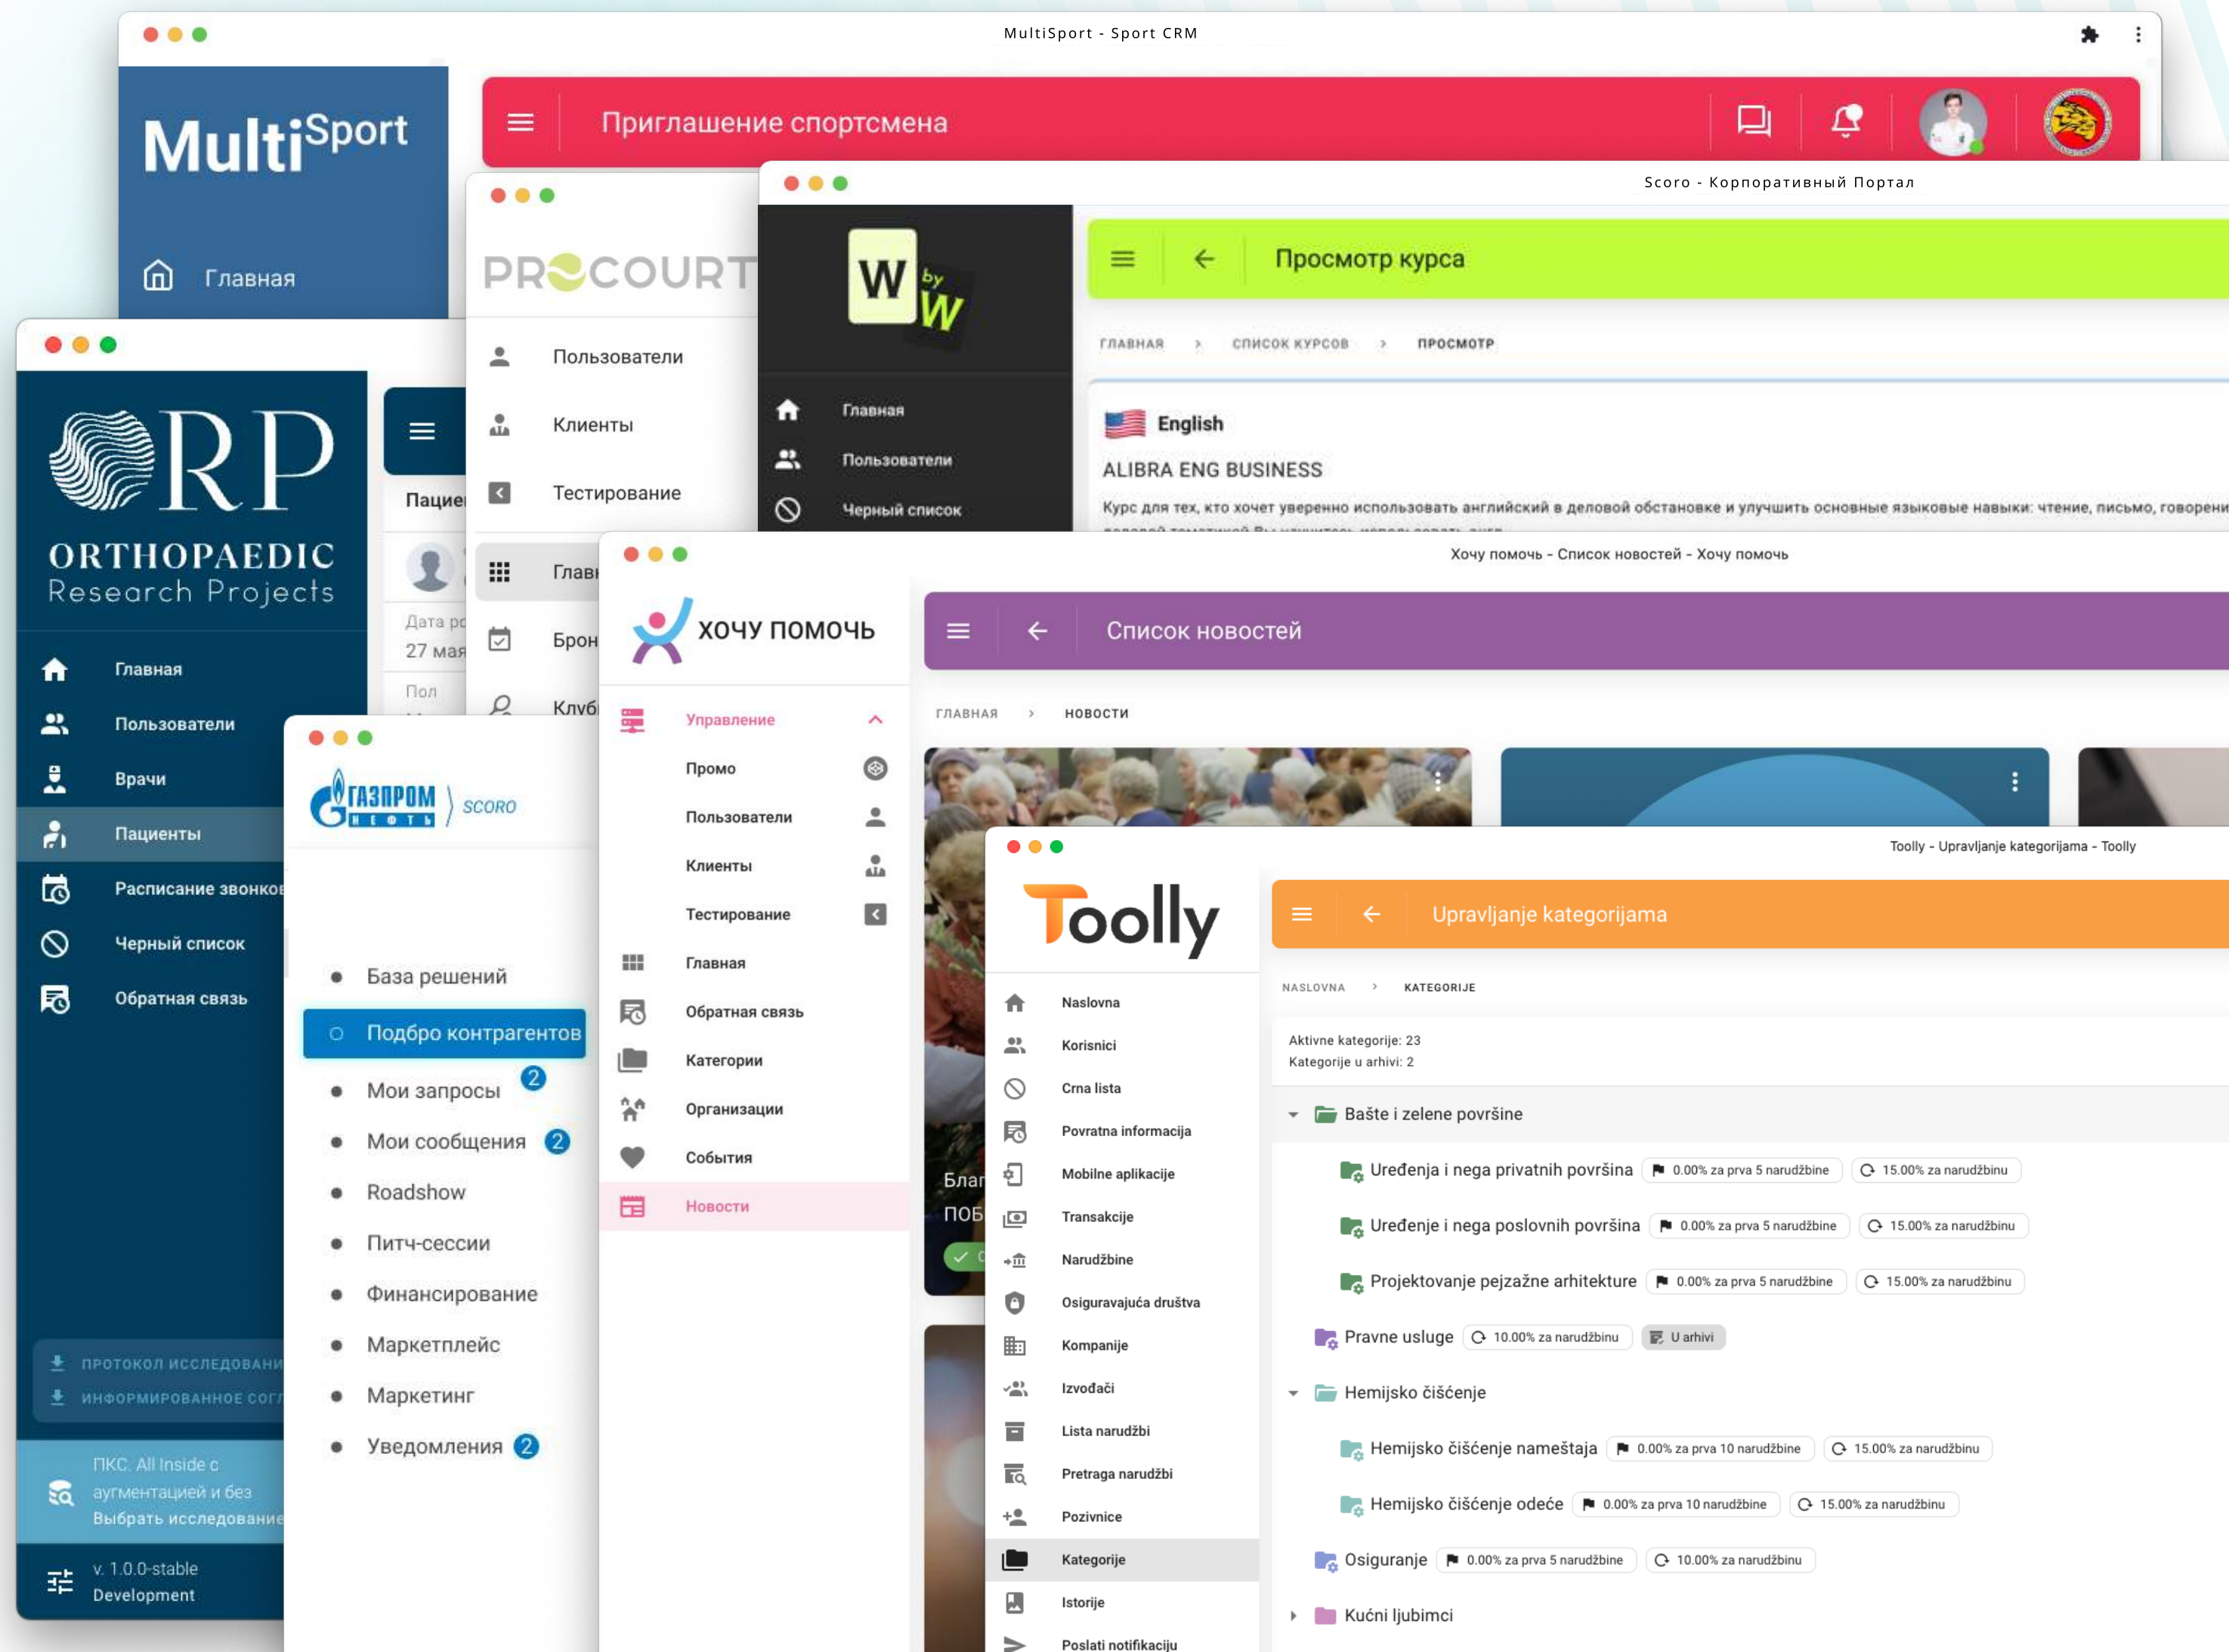 MultiSport - Sport CRM
MultiSport
Приглашение спортсмена
Главная
PROCOURT
Пользователи
Клиенты
Тестирование
Scoro - Корпоративный Портал
W by W
Просмотр курса
ГЛАВНАЯ > СПИСОК КУРСОВ > ПРОСМОТР
Главная
Пользователи
Черный список
English
ALIBRA ENG BUSINESS
Курс для тех, кто хочет уверенно использовать английский в деловой обстановке и улучшить основные языковые навыки: чтение, письмо, говорени
ORP
ORTHOPAEDIC
Research Projects
Главная
Пользователи
Врачи
Пациенты
Расписание звонков
Черный список
Обратная связь
ПРОТОКОЛ ИССЛЕДОВАНИ
ИНФОРМИРОВАННОЕ СОГЛ
ПКС. All Inside с
аугментацией и без
Выбрать исследование
v. 1.0.0-stable
Development
Пацие
Дата ро
27 мая
Пол
Главн
Брон
Клуб
ГАЗПРОМ
НЕФТЬ
SCORO
База решений
Подбро контрагентов
Мои запросы 2
Мои сообщения 2
Roadshow
Питч-сессии
Финансирование
Маркетплейс
Маркетинг
Уведомления 2
Хочу помочь - Список новостей - Хочу помочь
ХОЧУ ПОМОЧЬ
Список новостей
ГЛАВНАЯ > НОВОСТИ
Управление
Промо
Пользователи
Клиенты
Тестирование
Главная
Обратная связь
Категории
Организации
События
Новости
Благ
ПОБ
Toolly - Upravljanje kategorijama - Toolly
Toolly
Upravljanje kategorijama
NASLOVNA > KATEGORIJE
Naslovna
Korisnici
Crna lista
Povratna informacija
Mobilne aplikacije
Transakcije
Narudžbine
Osiguravajuća društva
Kompanije
Izvođači
Lista narudžbi
Pretraga narudžbi
Pozivnice
Kategorije
Istorije
Poslati notifikaciju
Aktivne kategorije: 23
Kategorije u arhivi: 2
Bašte i zelene površine
Uređenja i nega privatnih površina 0.00% za prva 5 narudžbine 15.00% za narudžbinu
Uređenje i nega poslovnih površina 0.00% za prva 5 narudžbine 15.00% za narudžbinu
Projektovanje pejzažne arhitekture 0.00% za prva 5 narudžbine 15.00% za narudžbinu
Pravne usluge 10.00% za narudžbinu U arhivi
Hemijsko čišćenje
Hemijsko čišćenje nameštaja 0.00% za prva 10 narudžbine 15.00% za narudžbinu
Hemijsko čišćenje odeće 0.00% za prva 10 narudžbine 15.00% za narudžbinu
Osiguranje 0.00% za prva 5 narudžbine 10.00% za narudžbinu
Kućni ljubimci